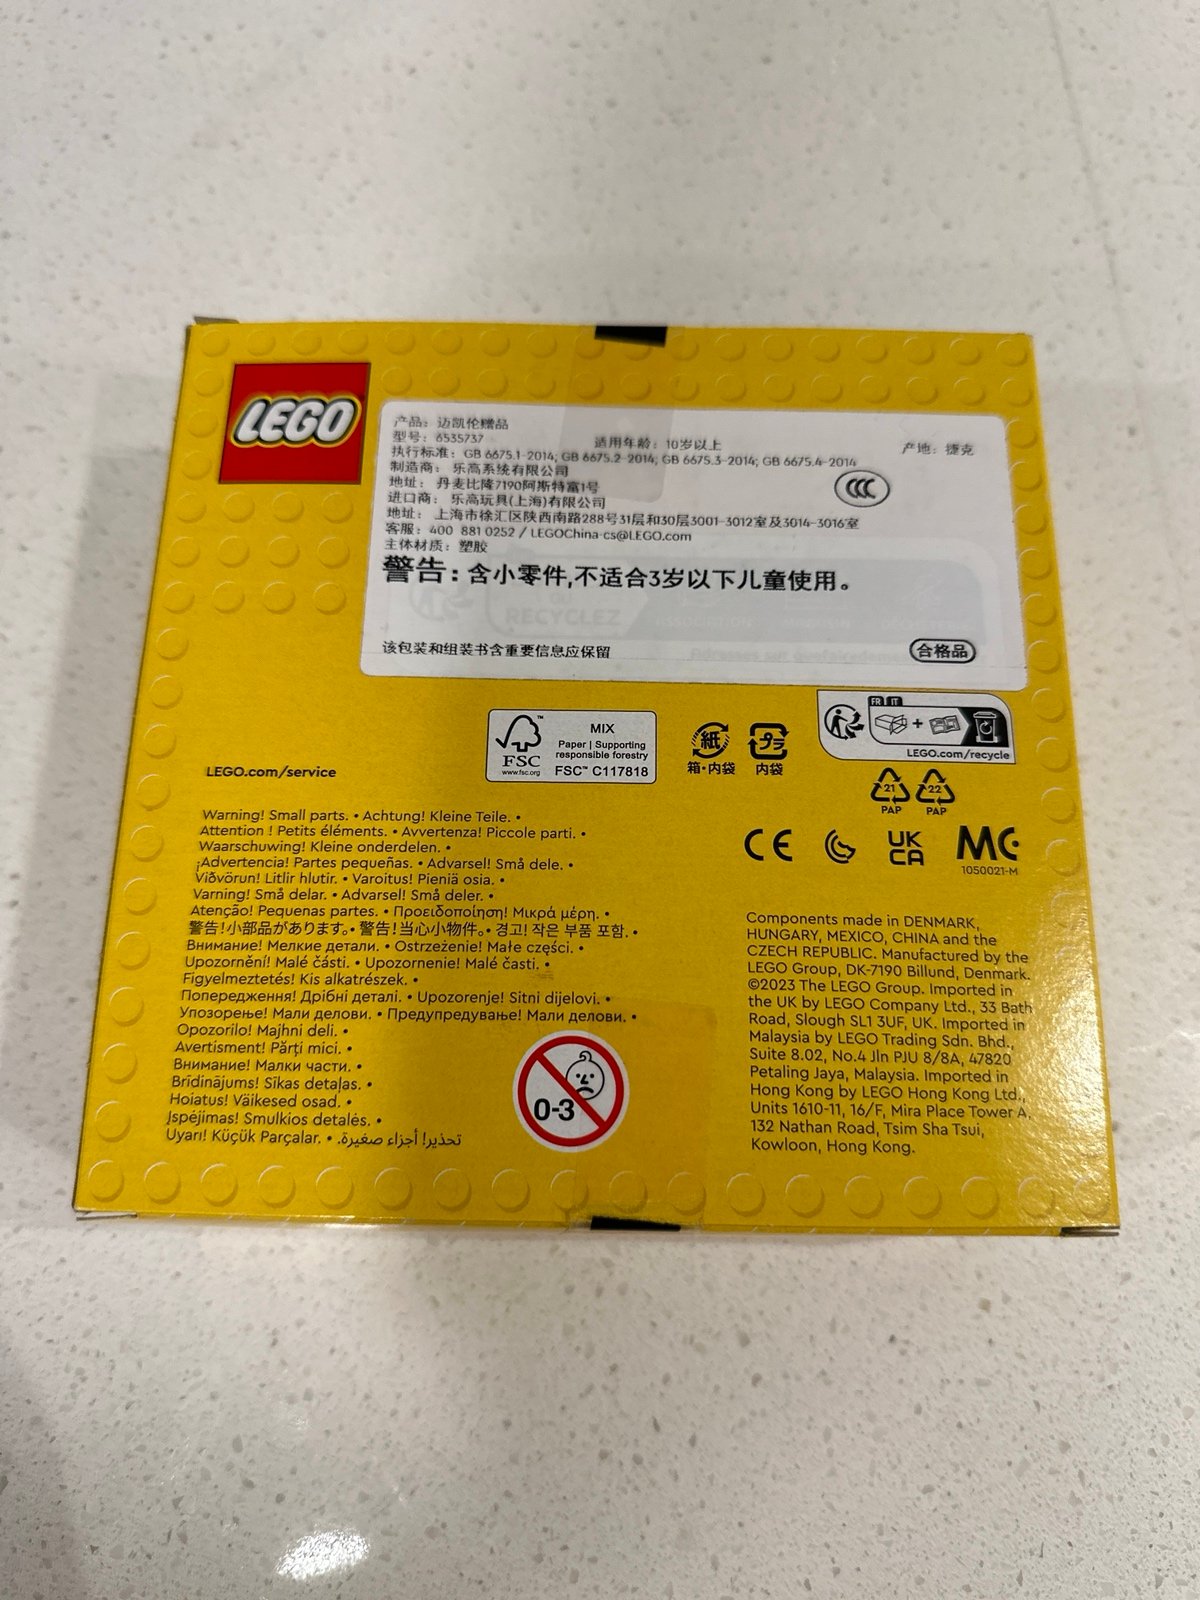 LEGO
产品：迈凯伦赠品
型号：6535737 适用年龄：10岁以上 产地：捷克
执行标准：GB 6675.1-2014; GB 6675.2-2014; GB 6675.3-2014; GB 6675.4-2014
制造商：乐高系统有限公司
地址：丹麦比隆7190阿斯特富1号
进口商：乐高玩具(上海)有限公司
地址：上海市徐汇区陕西南路288号31层和30层3001-3012室及3014-3016室
客服：400 881 0252 / LEGOChina-cs@LEGO.com
主体材质：塑胶
警告：含小零件,不适合3岁以下儿童使用。
RECYCLEZ
该包装和组装书含重要信息应保留
合格品
CCC
FSC
www.fsc.org
MIX
Paper | Supporting
responsible forestry
FSC™ C117818
紙
箱・内袋
プラ
内袋
FR IT
LEGO.com/recycle
21
PAP
22
PAP
CE
UK
CA
MC
1050021-M
LEGO.com/service
Warning! Small parts. • Achtung! Kleine Teile. •
Attention ! Petits éléments. • Avvertenza! Piccole parti. •
Waarschuwing! Kleine onderdelen. •
¡Advertencia! Partes pequeñas. • Advarsel! Små dele. •
Viðvörun! Litlir hlutir. • Varoitus! Pieniä osia. •
Varning! Små delar. • Advarsel! Små deler. •
Atenção! Pequenas partes. • Προειδοποίηση! Μικρά μέρη. •
警告！小部品があります。• 警告！当心小物件。• 경고! 작은 부품 포함. •
Внимание! Мелкие детали. • Ostrzeżenie! Małe części. •
Upozornění! Malé části. • Upozornenie! Malé časti. •
Figyelmeztetés! Kis alkatrészek. •
Попередження! Дрібні деталі. • Upozorenje! Sitni dijelovi. •
Упозорење! Мали делови. • Предупредување! Мали делови. •
Opozorilo! Majhni deli. •
Avertisment! Părți mici. •
Внимание! Малки части. •
Brīdinājums! Sīkas detaļas. •
Hoiatus! Väikesed osad. •
Įspėjimas! Smulkios detalės. •
Uyarı! Küçük Parçalar. • تحذير! أجزاء صغيرة.
0-3
Components made in DENMARK,
HUNGARY, MEXICO, CHINA and the
CZECH REPUBLIC. Manufactured by the
LEGO Group, DK-7190 Billund, Denmark.
©2023 The LEGO Group. Imported in
the UK by LEGO Company Ltd., 33 Bath
Road, Slough SL1 3UF, UK. Imported in
Malaysia by LEGO Trading Sdn. Bhd.,
Suite 8.02, No.4 Jln PJU 8/8A, 47820
Petaling Jaya, Malaysia. Imported in
Hong Kong by LEGO Hong Kong Ltd.,
Units 1610-11, 16/F, Mira Place Tower A,
132 Nathan Road, Tsim Sha Tsui,
Kowloon, Hong Kong.